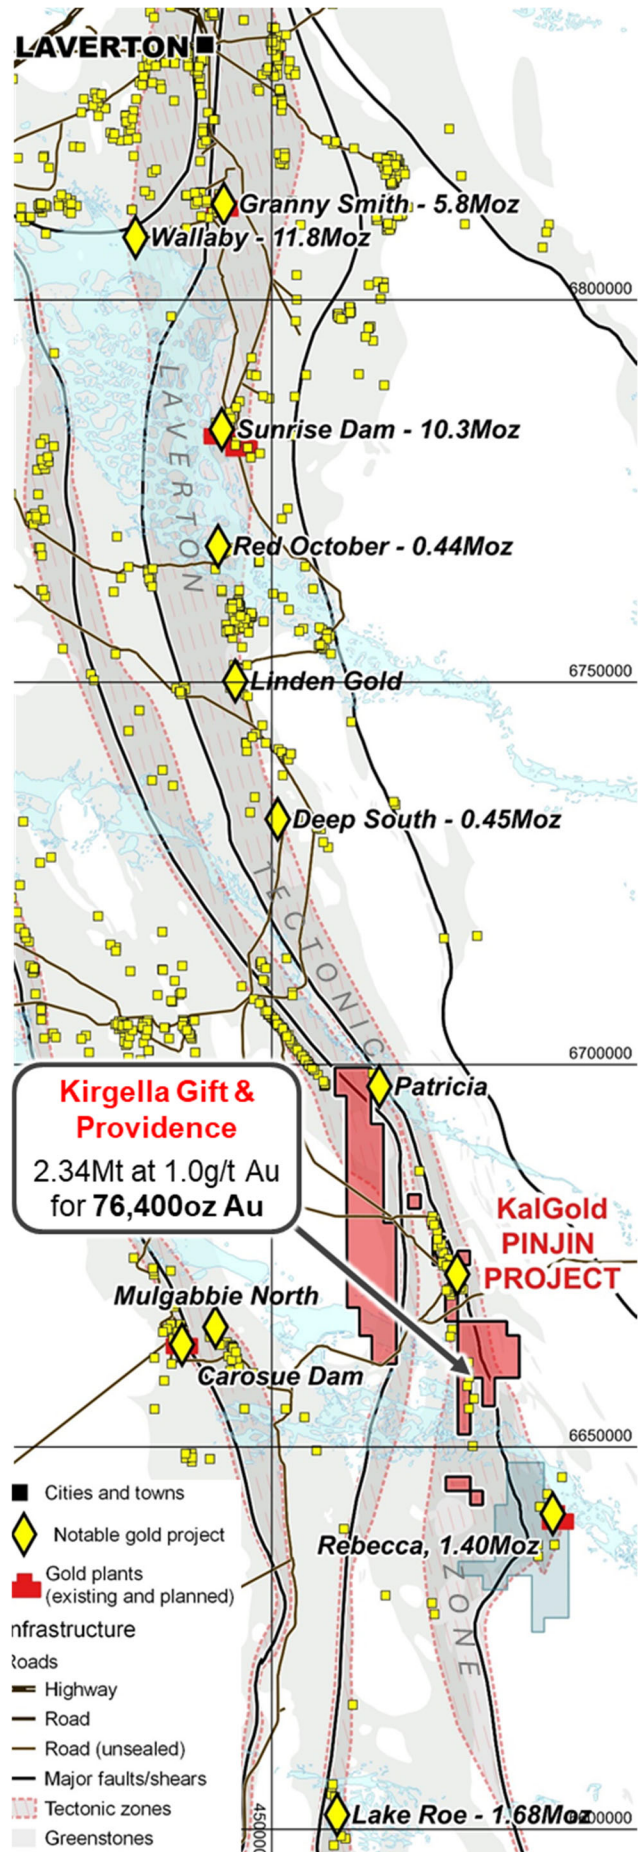 LAVERTON
Granny Smith - 5.8Moz
Wallaby - 11.8Moz
6800000
LAVERTON
Sunrise Dam - 10.3Moz
Red October - 0.44Moz
6750000
Linden Gold
Deep South - 0.45Moz
TECTONIC
6700000
Kirgella Gift &
Providence
2.34Mt at 1.0g/t Au
for 76,400oz Au
Patricia
KalGold
PINJIN
PROJECT
Mulgabbie North
Carosue Dam
6650000
Rebecca, 1.40Moz
ZONE
Cities and towns
Notable gold project
Gold plants
(existing and planned)
nfrastructure
Roads
Highway
Road
Road (unsealed)
Major faults/shears
Tectonic zones
Greenstones
450000
Lake Roe - 1.68Moz